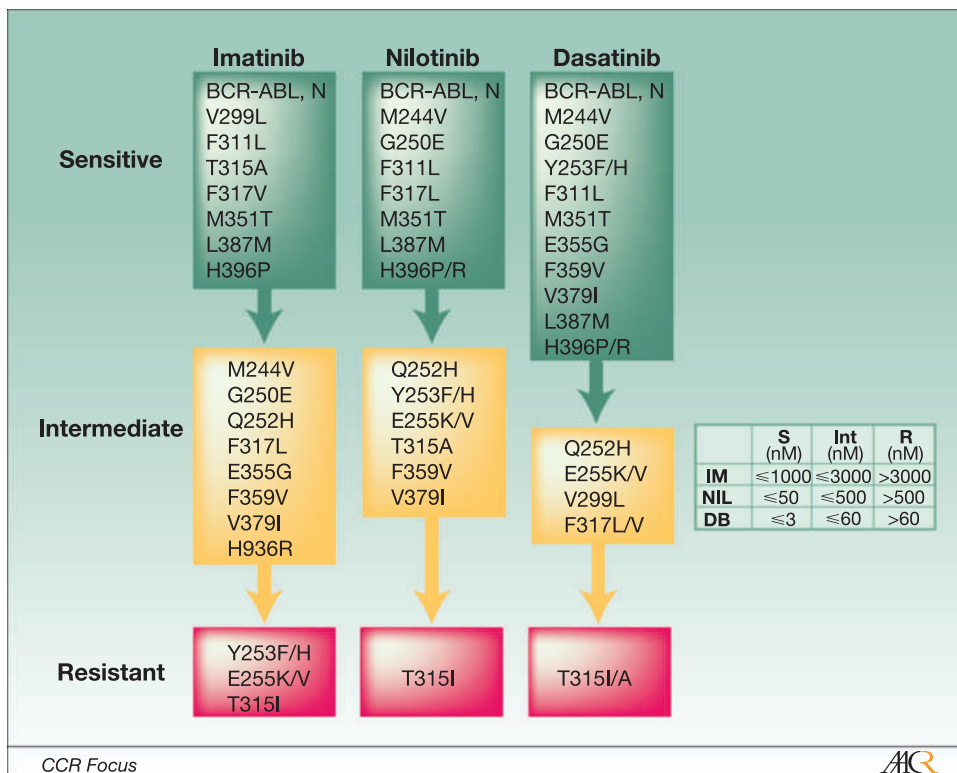 Imatinib
Nilotinib
Dasatinib
Sensitive
BCR-ABL, N
V299L
F311L
T315A
F317V
M351T
L387M
H396P
BCR-ABL, N
M244V
G250E
F311L
F317L
M351T
L387M
H396P/R
BCR-ABL, N
M244V
G250E
Y253F/H
F311L
M351T
E355G
F359V
V379I
L387M
H396P/R
Intermediate
M244V
G250E
Q252H
F317L
E355G
F359V
V379I
H936R
Q252H
Y253F/H
E255K/V
T315A
F359V
V379I
Q252H
E255K/V
V299L
F317L/V
S Int R
(nM) (nM) (nM)
IM ≤1000 ≤3000 >3000
NIL ≤50 ≤500 >500
DB ≤3 ≤60 >60
Resistant
Y253F/H
E255K/V
T315I
T315I
T315I/A
CCR Focus
AACR